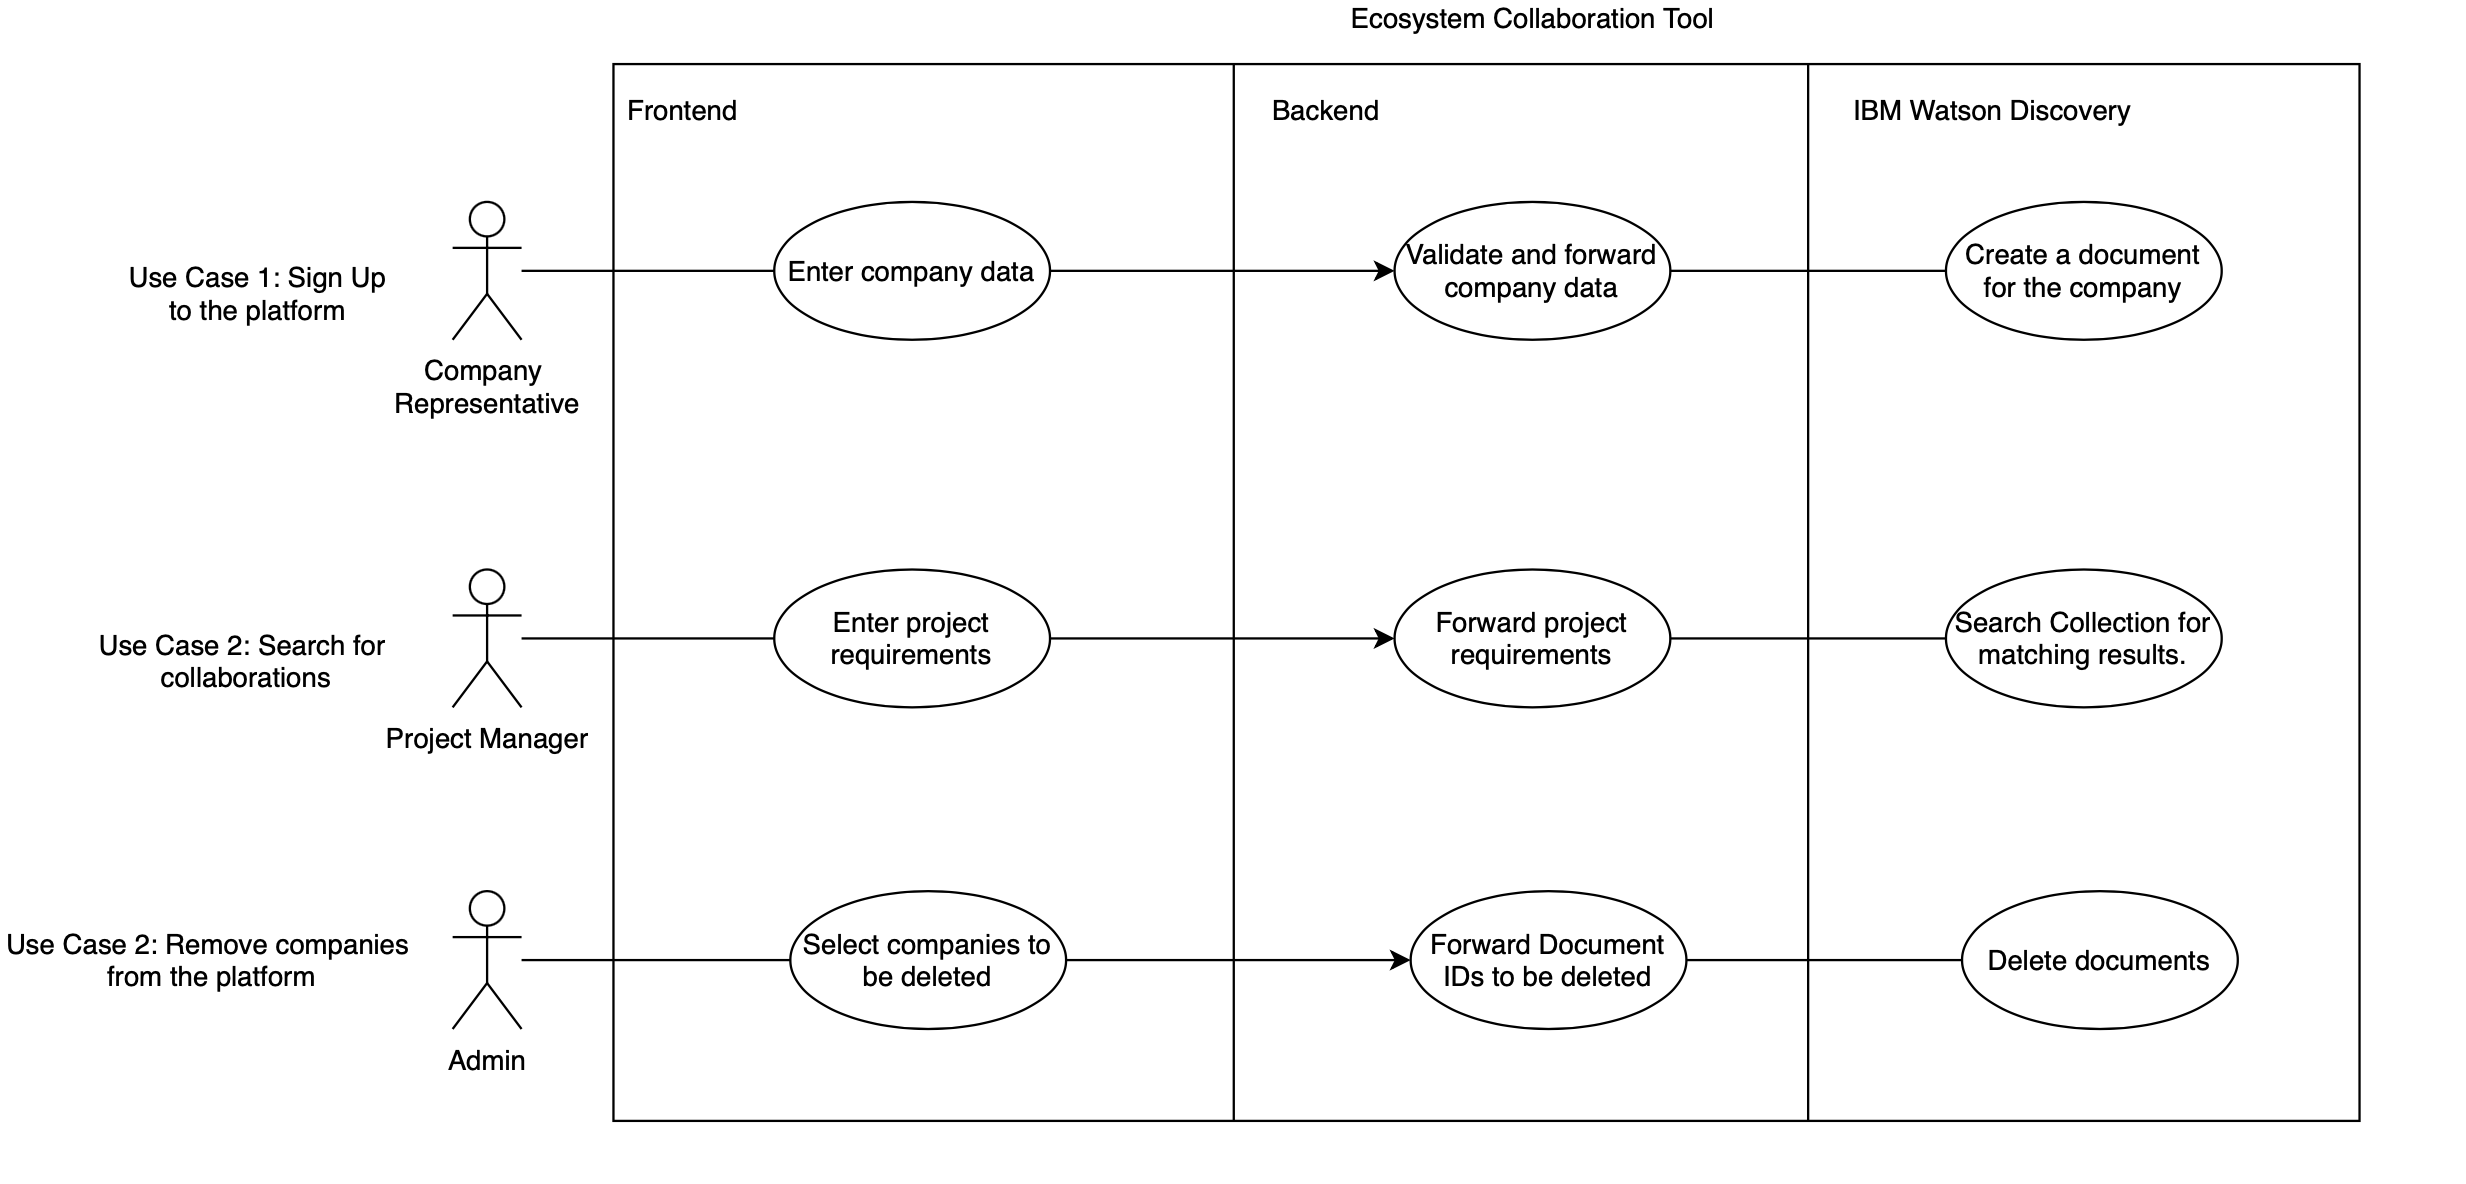 Ecosystem Collaboration Tool
Frontend
Backend
IBM Watson Discovery
Use Case 1: Sign Up
to the platform
Company
Representative
Enter company data
Validate and forward
company data
Create a document
for the company
Use Case 2: Search for
collaborations
Project Manager
Enter project
requirements
Forward project
requirements
Search Collection for
matching results.
Use Case 2: Remove companies
from the platform
Admin
Select companies to
be deleted
Forward Document
IDs to be deleted
Delete documents